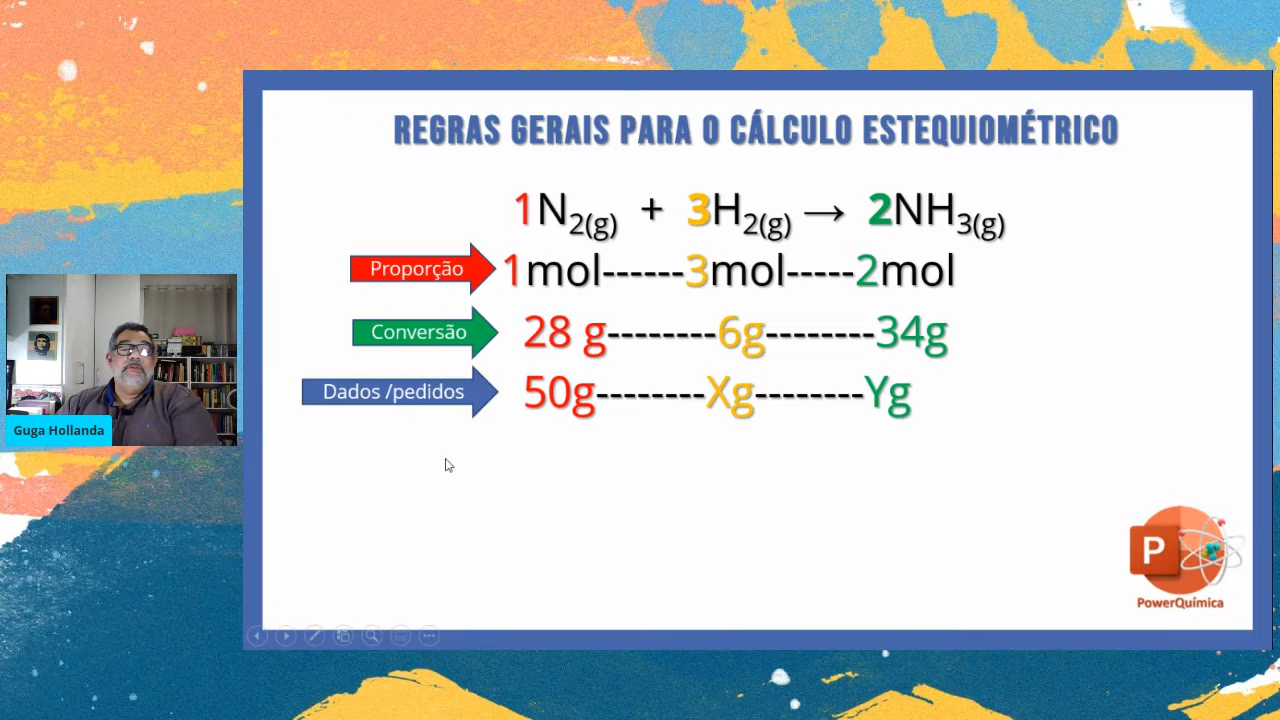 REGRAS GERAIS PARA O CÁLCULO ESTEQUIOMÉTRICO
1N2(g) + 3H2(g) → 2NH3(g)
Proporção 1mol------3mol-----2mol
Conversão 28 g--------6g--------34g
Dados /pedidos 50g--------Xg--------Yg
Guga Hollanda
P
PowerQuímica